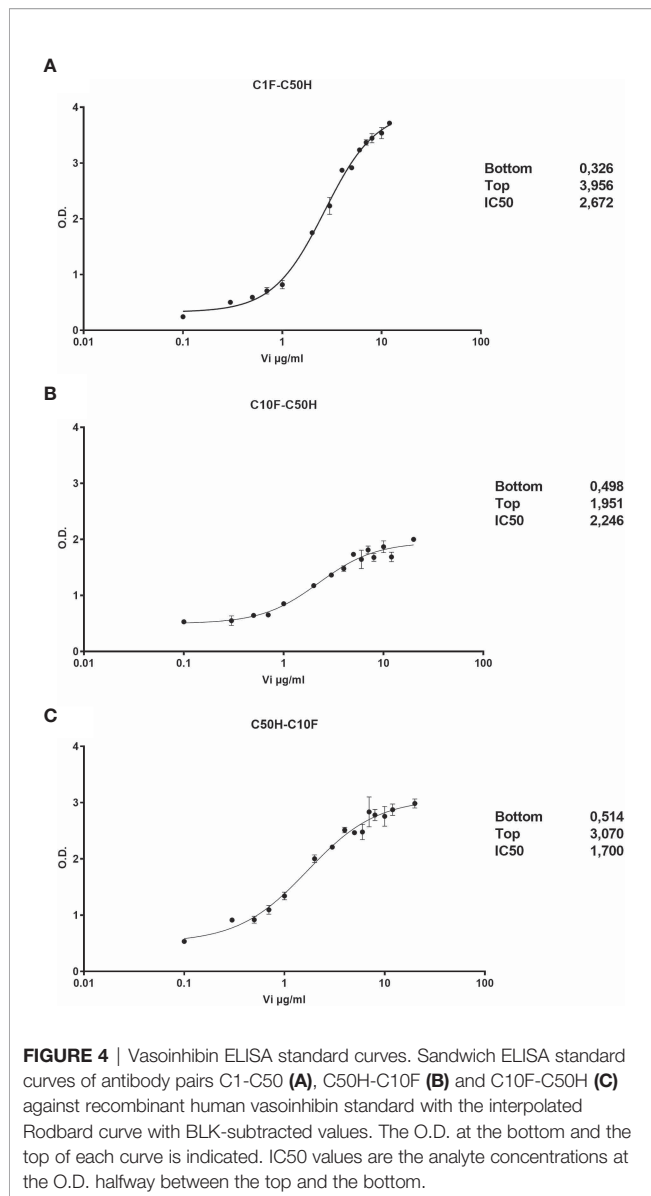 A
C1F-C50H
4
3
2
1
0
O.D.
0.01 0.1 1 10 100
Vi µg/ml
Bottom 0,326
Top 3,956
IC50 2,672
B
C10F-C50H
4
3
2
1
0
O.D.
0.01 0.1 1 10 100
Vi µg/ml
Bottom 0,498
Top 1,951
IC50 2,246
C
C50H-C10F
4
3
2
1
0
O.D.
0.01 0.1 1 10 100
Vi µg/ml
Bottom 0,514
Top 3,070
IC50 1,700
FIGURE 4 | Vasoinhibin ELISA standard curves. Sandwich ELISA standard
curves of antibody pairs C1-C50 (A), C50H-C10F (B) and C10F-C50H (C)
against recombinant human vasoinhibin standard with the interpolated
Rodbard curve with BLK-subtracted values. The O.D. at the bottom and the
top of each curve is indicated. IC50 values are the analyte concentrations at
the O.D. halfway between the top and the bottom.